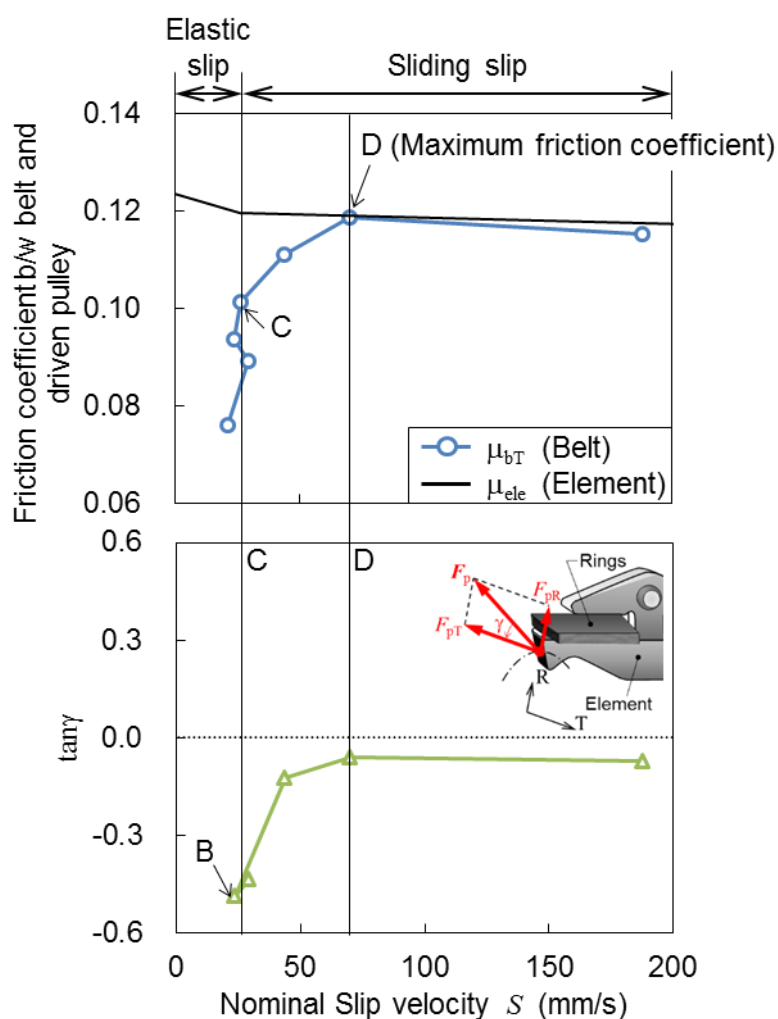 Elastic
slip
Sliding slip
0.14
0.12
0.10
0.08
0.06
Friction coefficient b/w belt and
driven pulley
D (Maximum friction coefficient)
C
μbT (Belt)
μele (Element)
0.6
0.3
0.0
-0.3
-0.6
tanγ
C
D
Fp
FpR
FpT
γ
Rings
R
Element
T
B
0 50 100 150 200
Nominal Slip velocity S (mm/s)